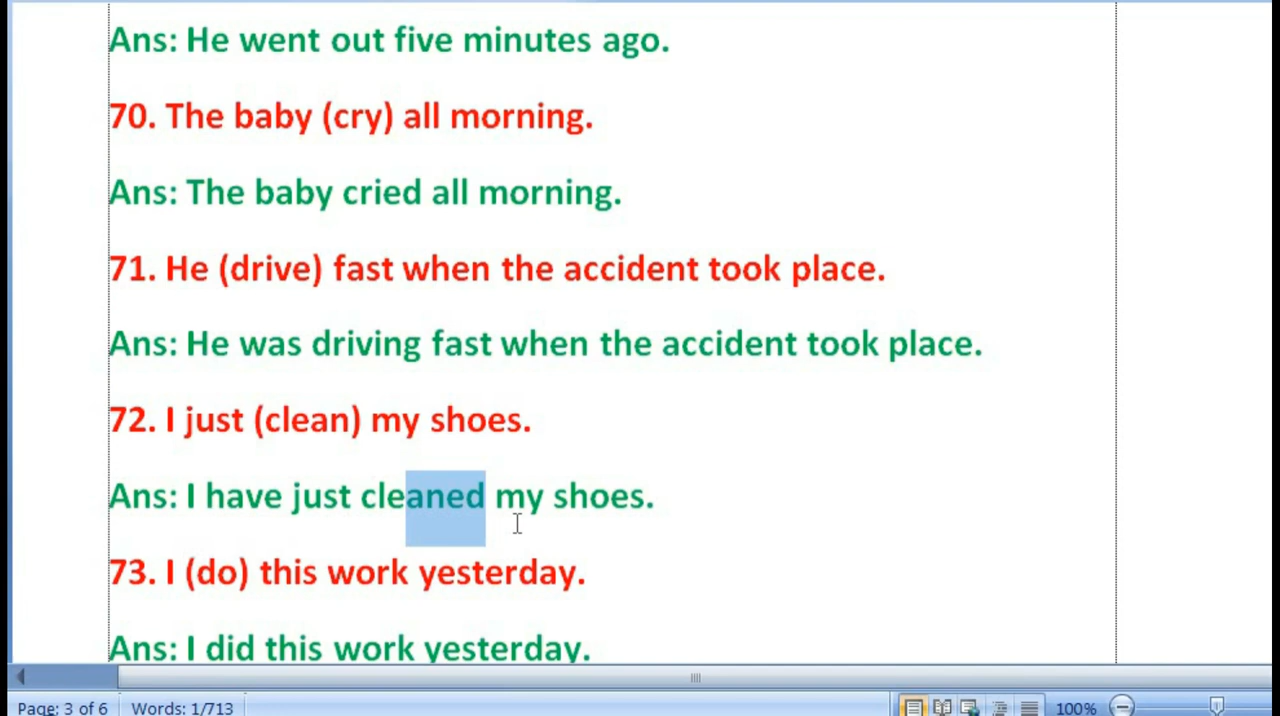 Ans: He went out five minutes ago.
70. The baby (cry) all morning.
Ans: The baby cried all morning.
71. He (drive) fast when the accident took place.
Ans: He was driving fast when the accident took place.
72. I just (clean) my shoes.
Ans: I have just cleaned my shoes.
73. I (do) this work yesterday.
Ans: I did this work yesterday.
Page: 3 of 6 Words: 1/713 100%